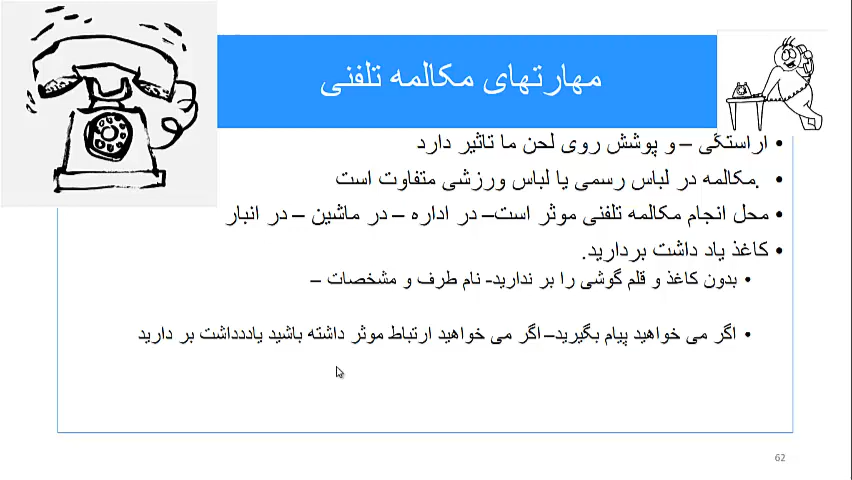 مهارتهای مکالمه تلفنی
• اراستگی – و پوشش روی لحن ما تاثیر دارد
• .مکالمه در لباس رسمی یا لباس ورزشی متفاوت است
• محل انجام مکالمه تلفنی موثر است– در اداره – در ماشین – در انبار
• کاغذ یاد داشت بردارید.
• بدون کاغذ و قلم گوشی را بر ندارید- نام طرف و مشخصات –
• اگر می خواهید پیام بگیرید– اگر می خواهید ارتباط موثر داشته باشید یادددداشت بر دارید
62